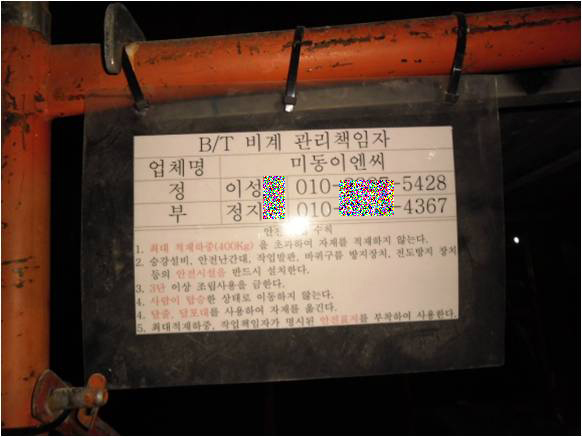 B/T 비계 관리책임자
업체명 미동이엔씨
정 이성 010- -5428
부 정지 010- -4367
안전 수칙
1. 최대 적재하중(400Kg) 을 초과하여 자재를 적재하지 않는다.
2. 승강설비, 안전난간대, 작업발판, 바퀴구름 방지장치, 전도방지 장치
등의 안전시설을 반드시 설치한다.
3. 3단 이상 조립사용을 금한다.
4. 사람이 탑승한 상태로 이동하지 않는다.
4. 달줄, 달포대를 사용하여 자재를 옮긴다.
5. 최대적재하중, 작업책임자가 명시된 안전표지를 부착하여 사용한다.